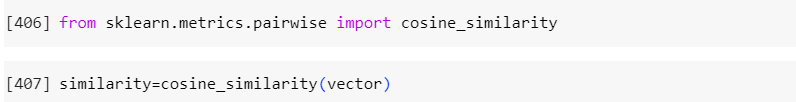 [406] from sklearn.metrics.pairwise import cosine_similarity
[407] similarity=cosine_similarity(vector)